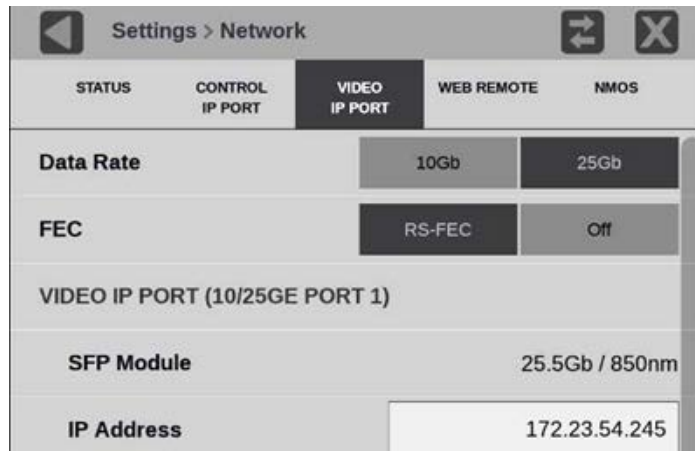 Settings > Network
STATUS
CONTROL
IP PORT
VIDEO
IP PORT
WEB REMOTE
NMOS
Data Rate
10Gb
25Gb
FEC
RS-FEC
Off
VIDEO IP PORT (10/25GE PORT 1)
SFP Module
25.5Gb / 850nm
IP Address
172.23.54.245